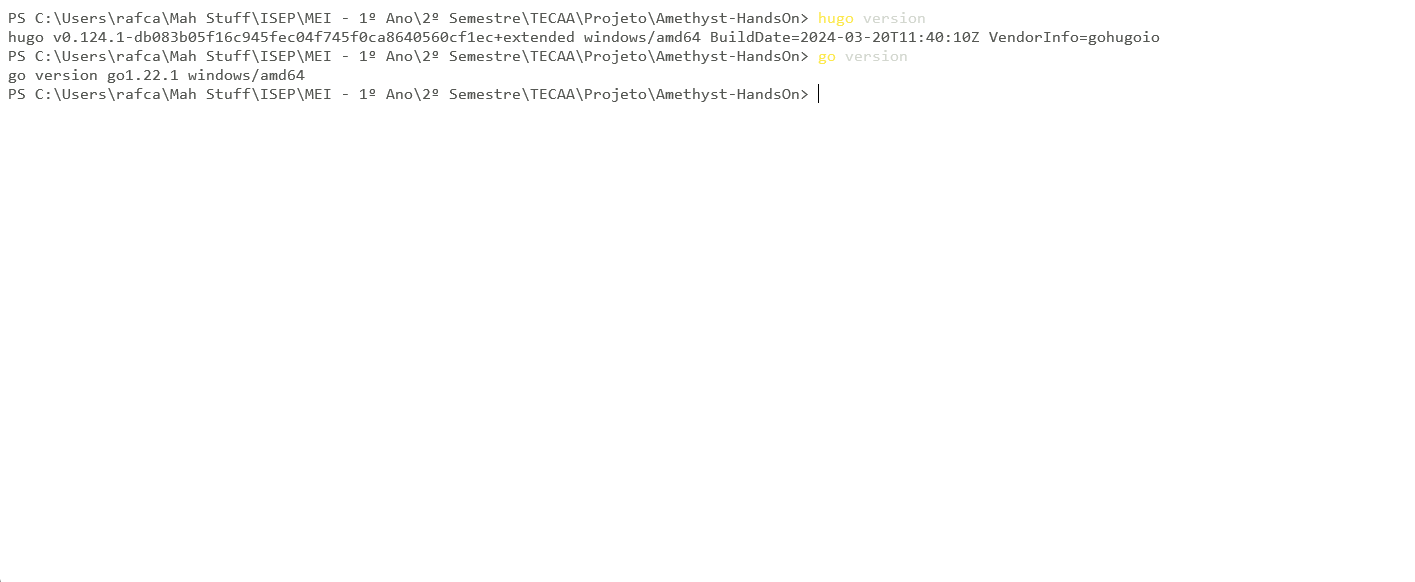 PS C:\Users\rafca\Mah Stuff\ISEP\MEI - 1º Ano\2º Semestre\TECAA\Projeto\Amethyst-HandsOn> hugo version
hugo v0.124.1-db083b05f16c945fec04f745f0ca8640560cf1ec+extended windows/amd64 BuildDate=2024-03-20T11:40:10Z VendorInfo=gohugoio
PS C:\Users\rafca\Mah Stuff\ISEP\MEI - 1º Ano\2º Semestre\TECAA\Projeto\Amethyst-HandsOn> go version
go version go1.22.1 windows/amd64
PS C:\Users\rafca\Mah Stuff\ISEP\MEI - 1º Ano\2º Semestre\TECAA\Projeto\Amethyst-HandsOn>